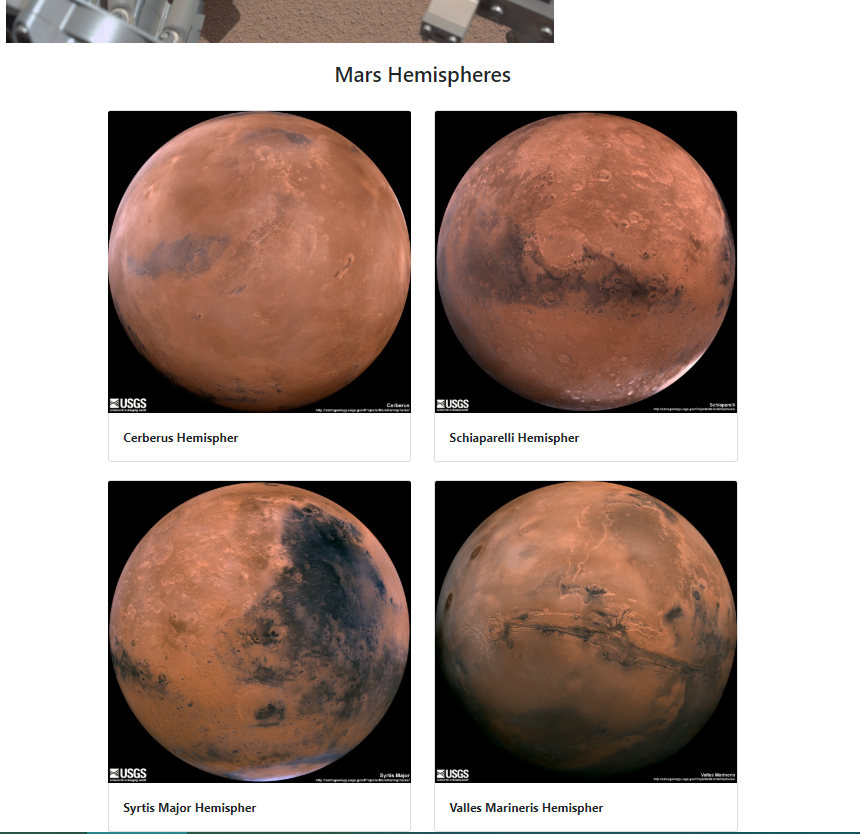 Mars Hemispheres
USGS
Cerberus
USGS
Schiaparelli
Cerberus Hemispher
Schiaparelli Hemispher
USGS
Syrtis Major
USGS
Valles Marineris
Syrtis Major Hemispher
Valles Marineris Hemispher